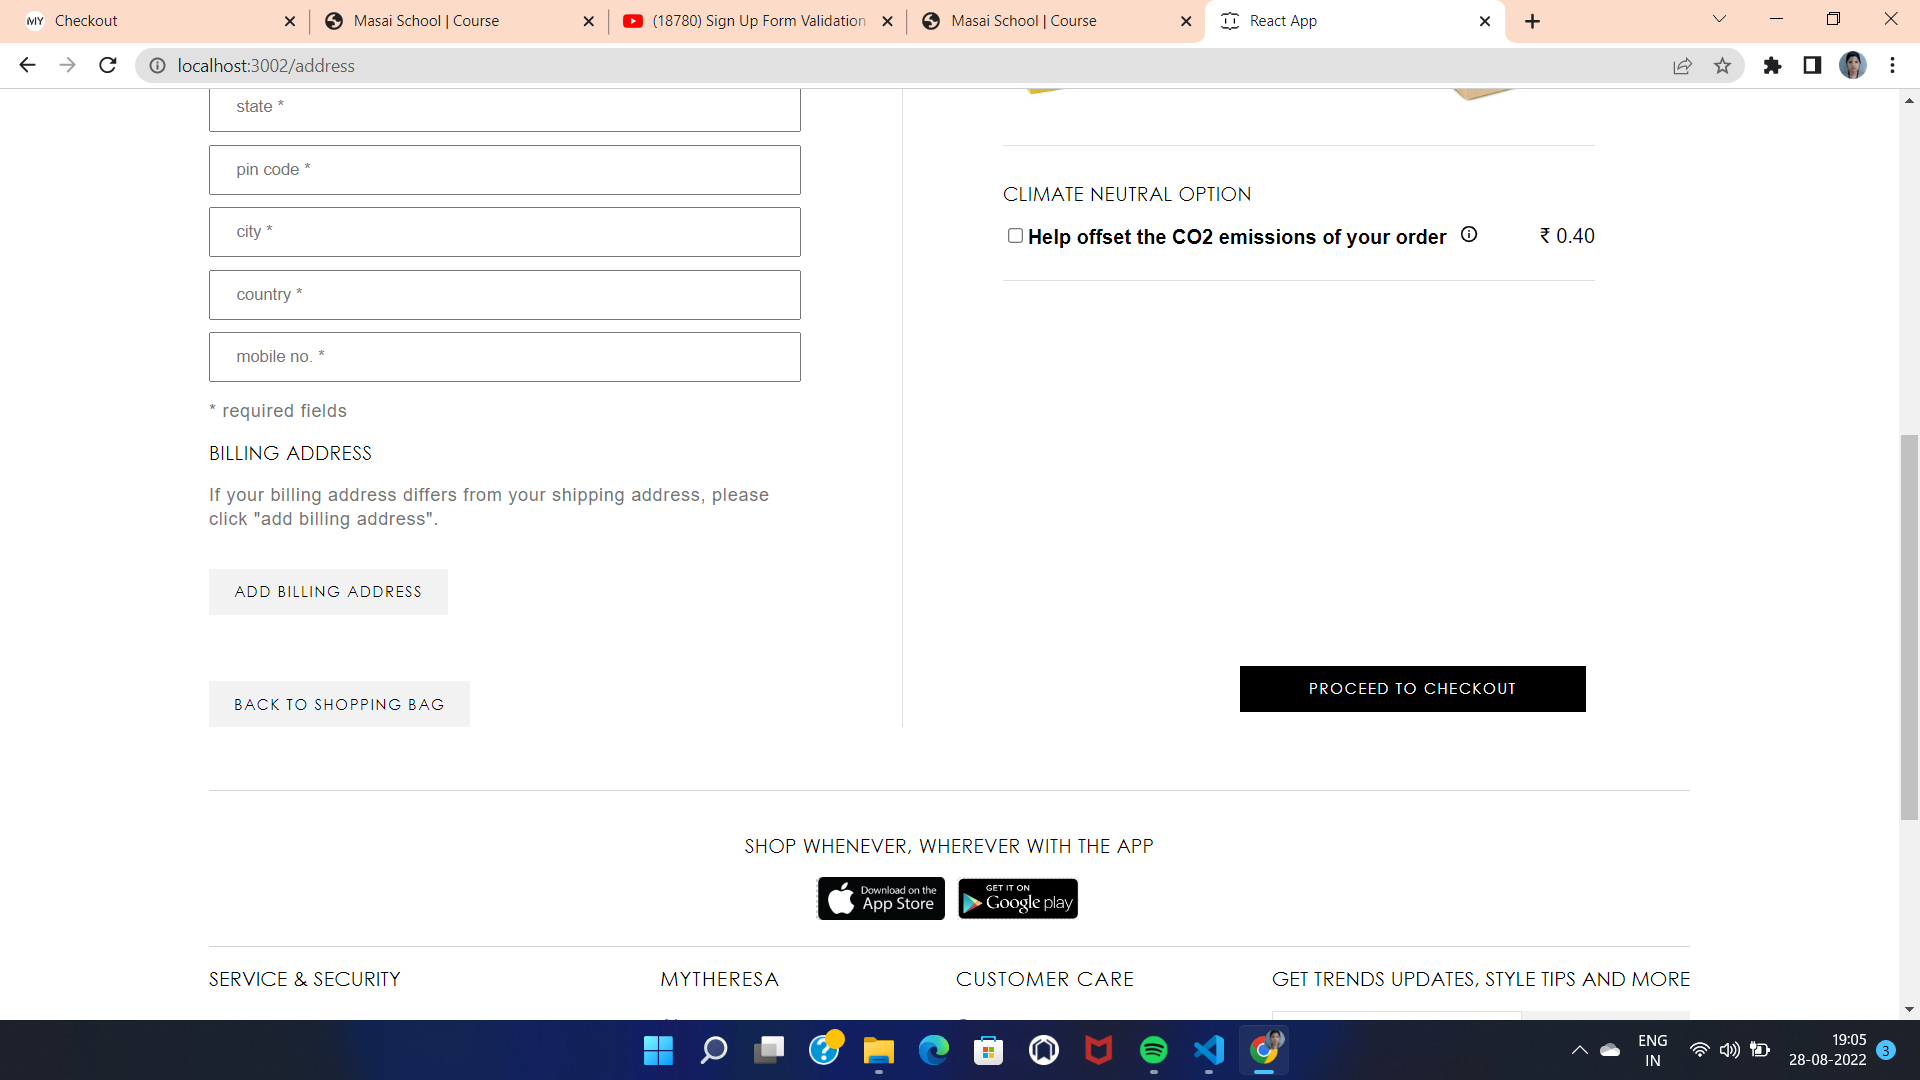 MY Checkout
Masai School | Course
(18780) Sign Up Form Validation
Masai School | Course
React App
localhost:3002/address
state *
pin code *
city *
country *
mobile no. *
* required fields
BILLING ADDRESS
If your billing address differs from your shipping address, please
click "add billing address".
ADD BILLING ADDRESS
BACK TO SHOPPING BAG
CLIMATE NEUTRAL OPTION
Help offset the CO2 emissions of your order ₹ 0.40
PROCEED TO CHECKOUT
SHOP WHENEVER, WHEREVER WITH THE APP
Download on the
App Store
GET IT ON
Google play
SERVICE & SECURITY
MYTHERESA
CUSTOMER CARE
GET TRENDS UPDATES, STYLE TIPS AND MORE
ENG
IN
19:05
28-08-2022
3